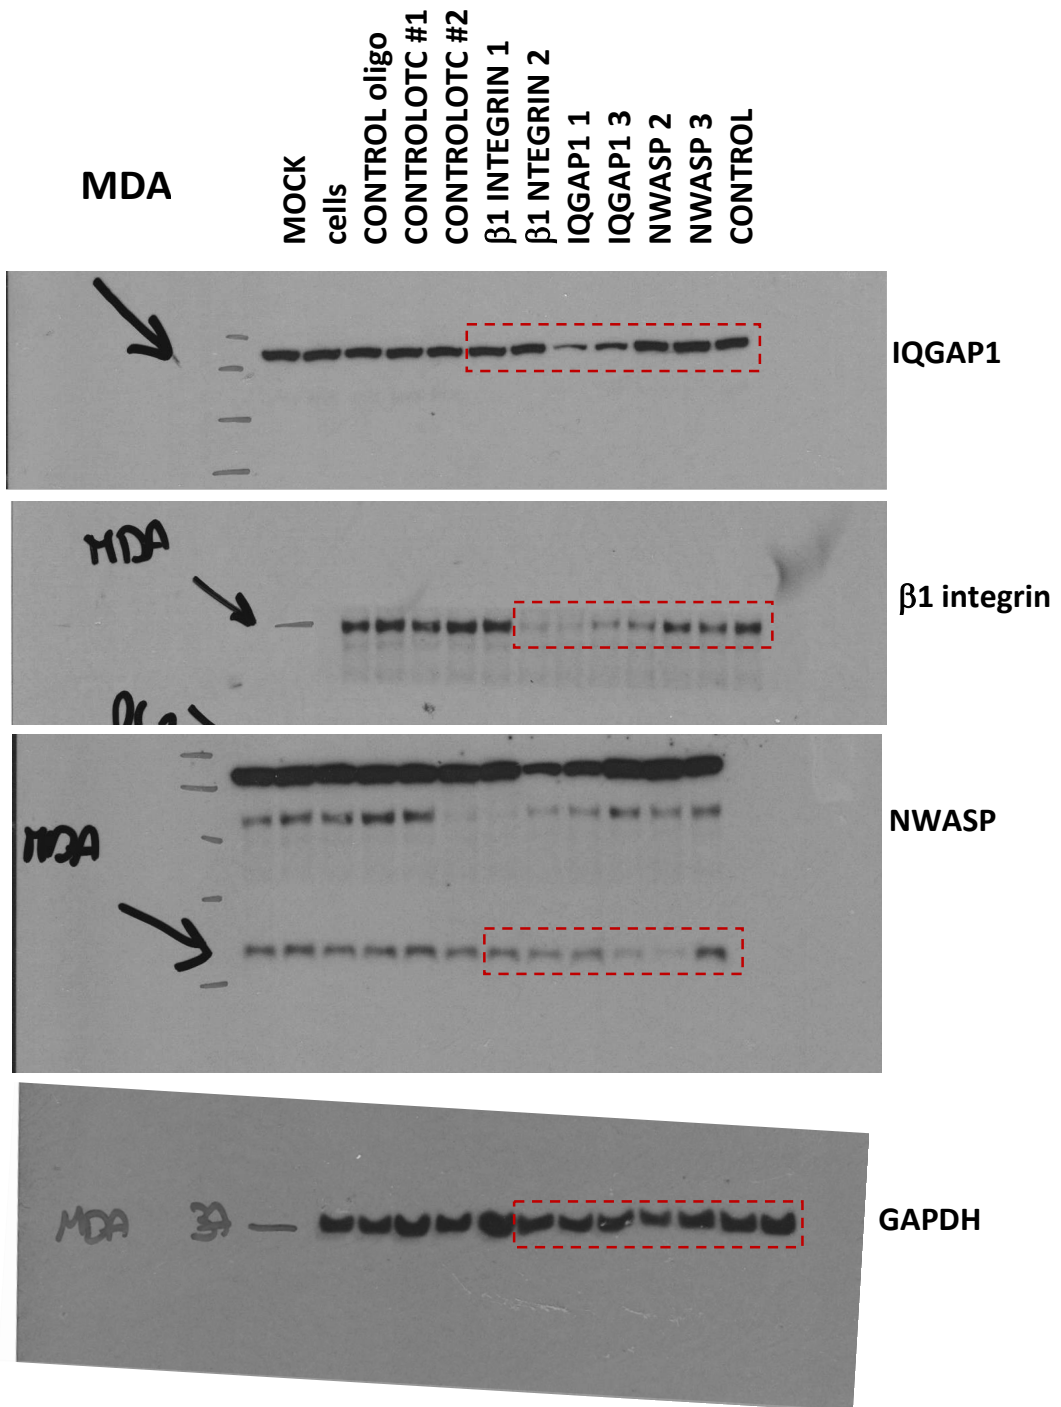 MDA
MOCK
cells
CONTROL oligo
CONTROLOTC #1
CONTROLOTC #2
β1 INTEGRIN 1
β1 NTEGRIN 2
IQGAP1 1
IQGAP1 3
NWASP 2
NWASP 3
CONTROL
IQGAP1
MDA
β1 integrin
MDA
NWASP
MDA 3A
GAPDH